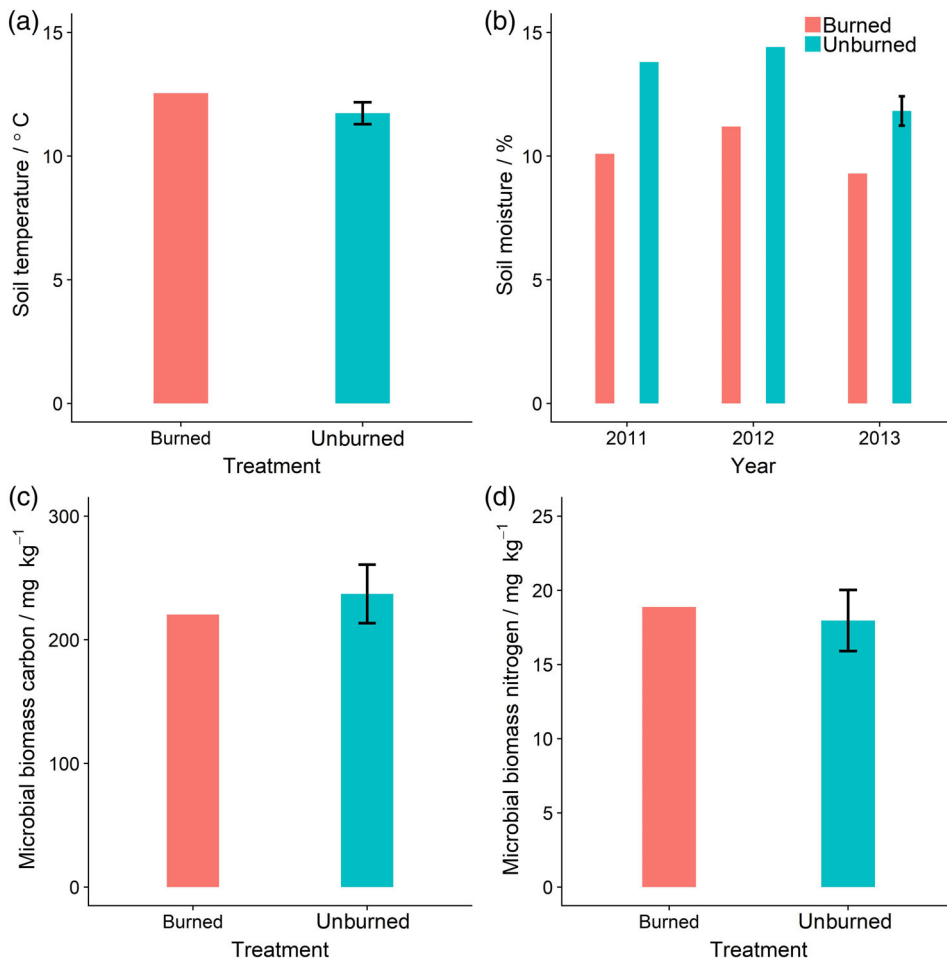 (a)
15
10
5
0
Soil temperature / ° C
Burned
Unburned
Treatment
(b)
Burned
Unburned
15
10
5
0
Soil moisture / %
2011
2012
2013
Year
(c)
300
200
100
0
Microbial biomass carbon / mg kg⁻¹
Burned
Unburned
Treatment
(d)
25
20
15
10
5
0
Microbial biomass nitrogen / mg kg⁻¹
Burned
Unburned
Treatment